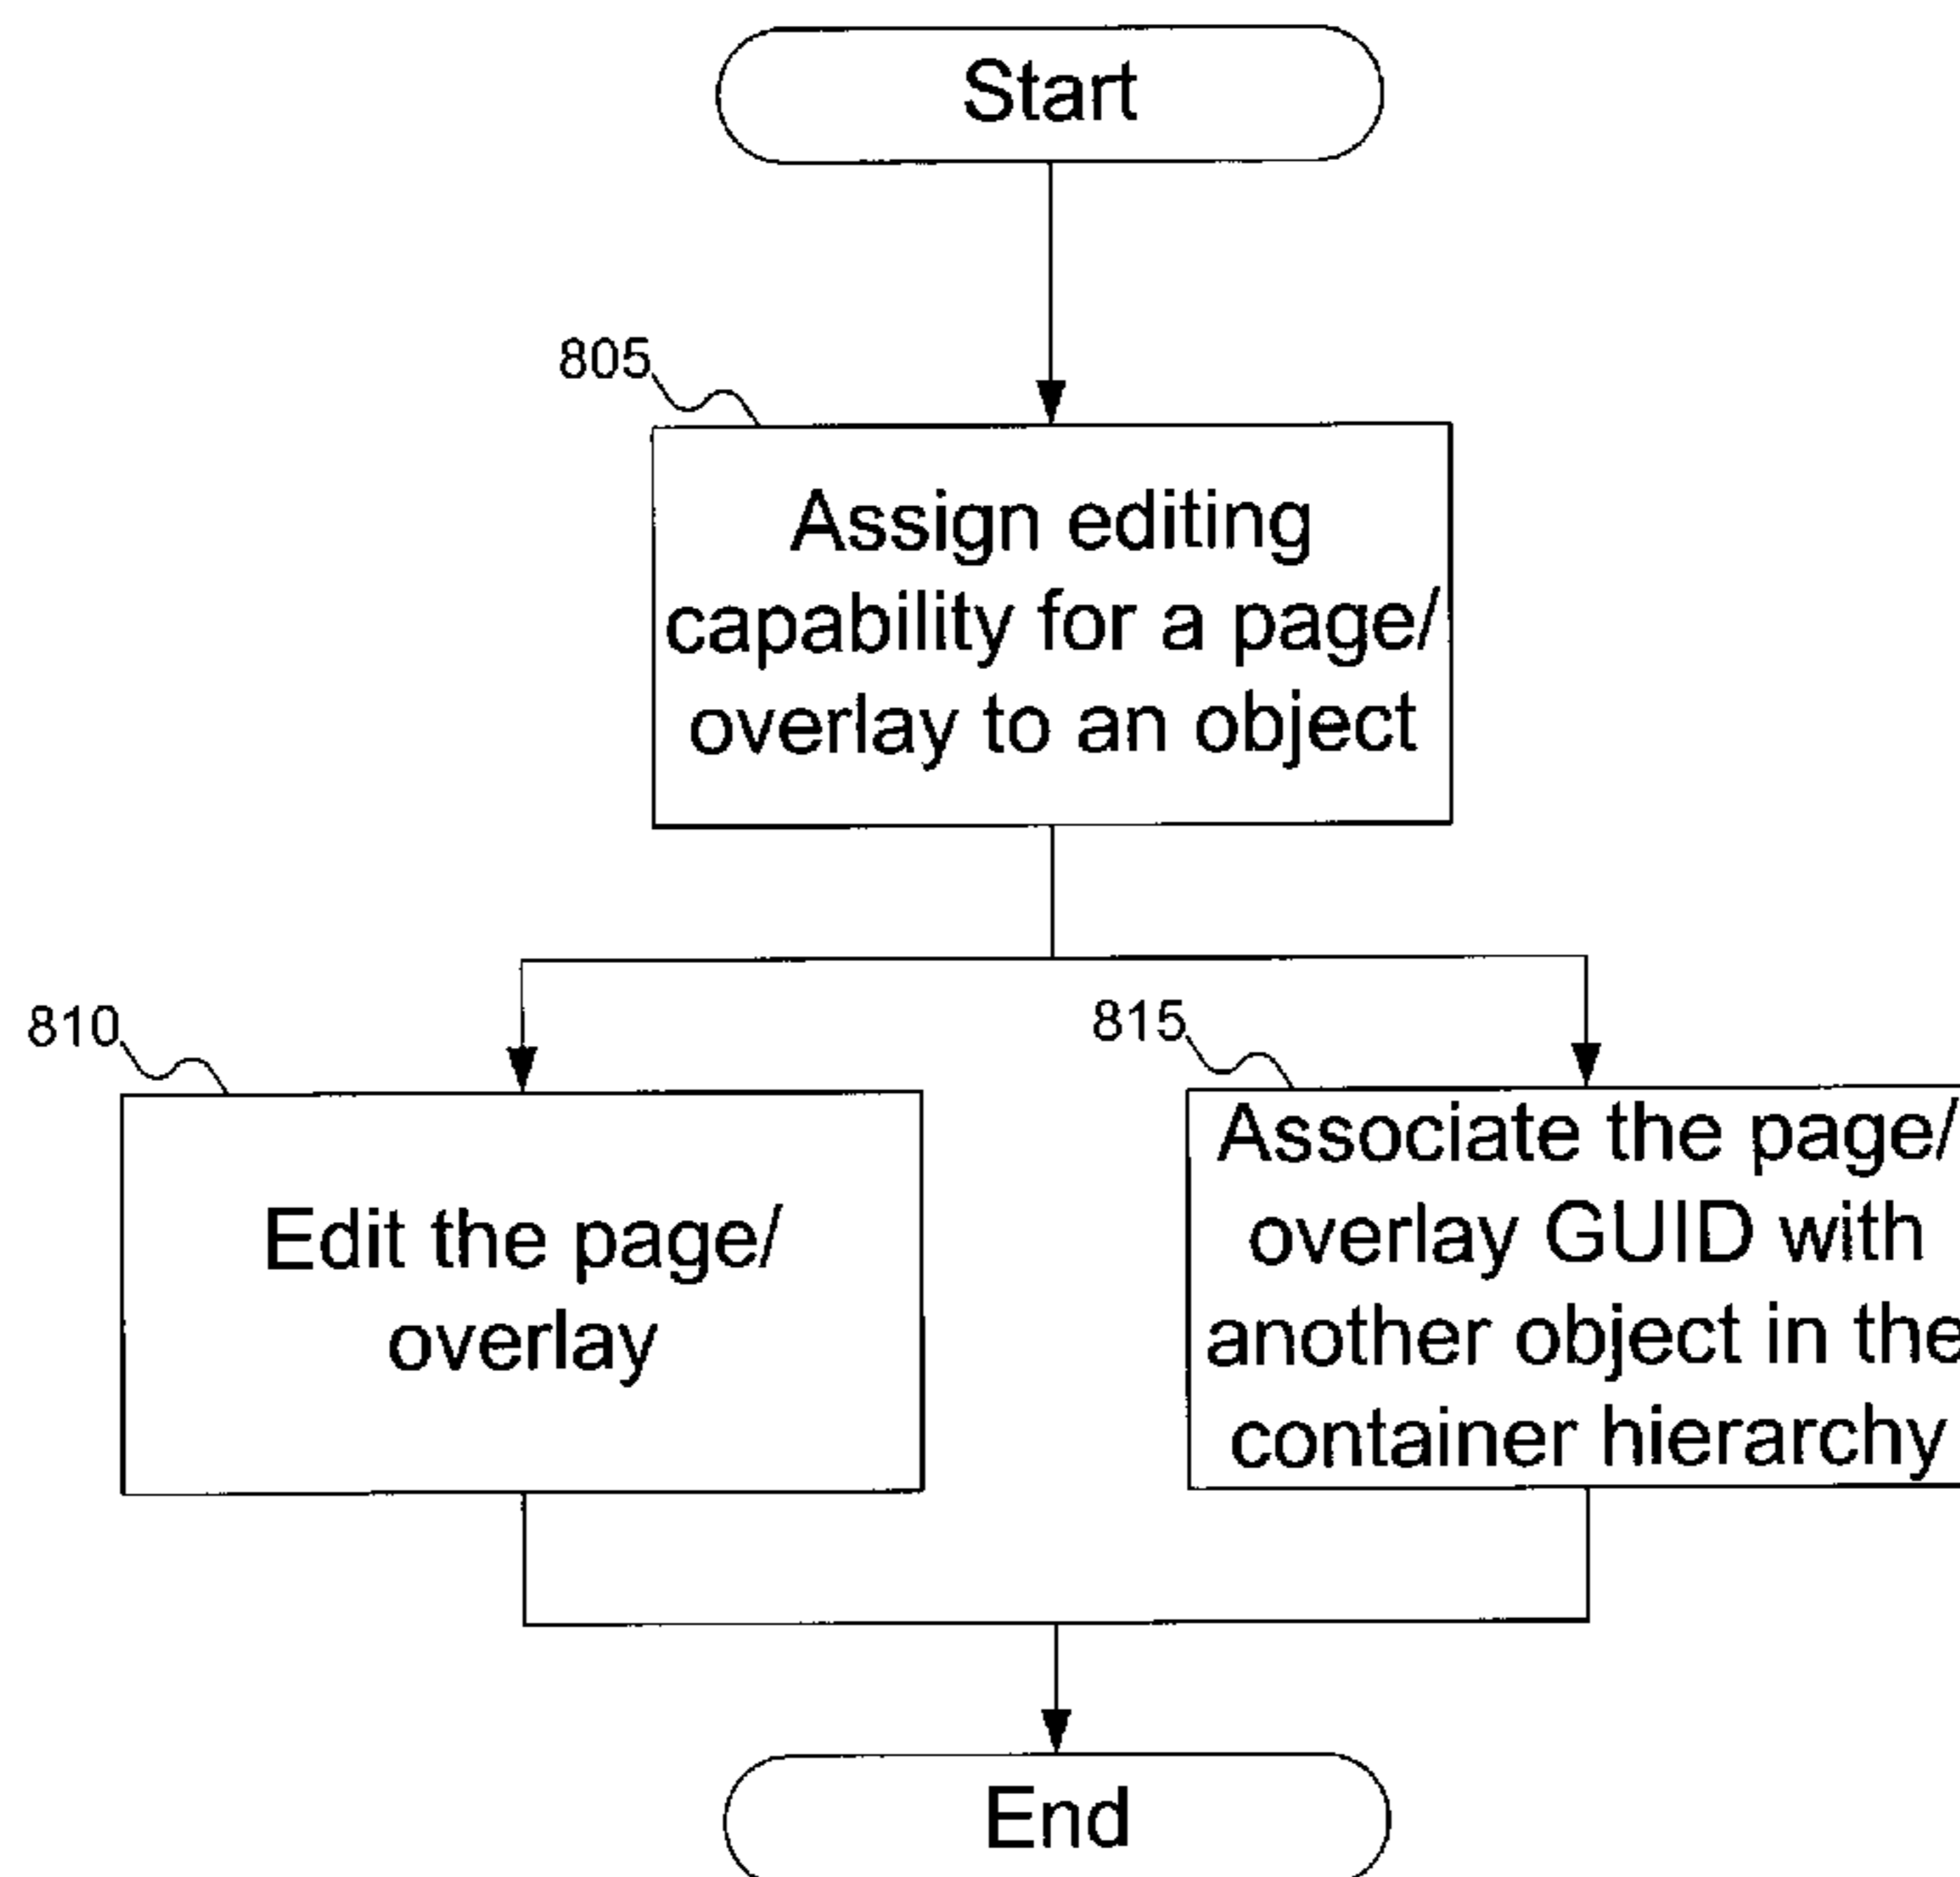 Start
805
Assign editing
capability for a page/
overlay to an object
810
Edit the page/
overlay
815
Associate the page/
overlay GUID with
another object in the
container hierarchy
End